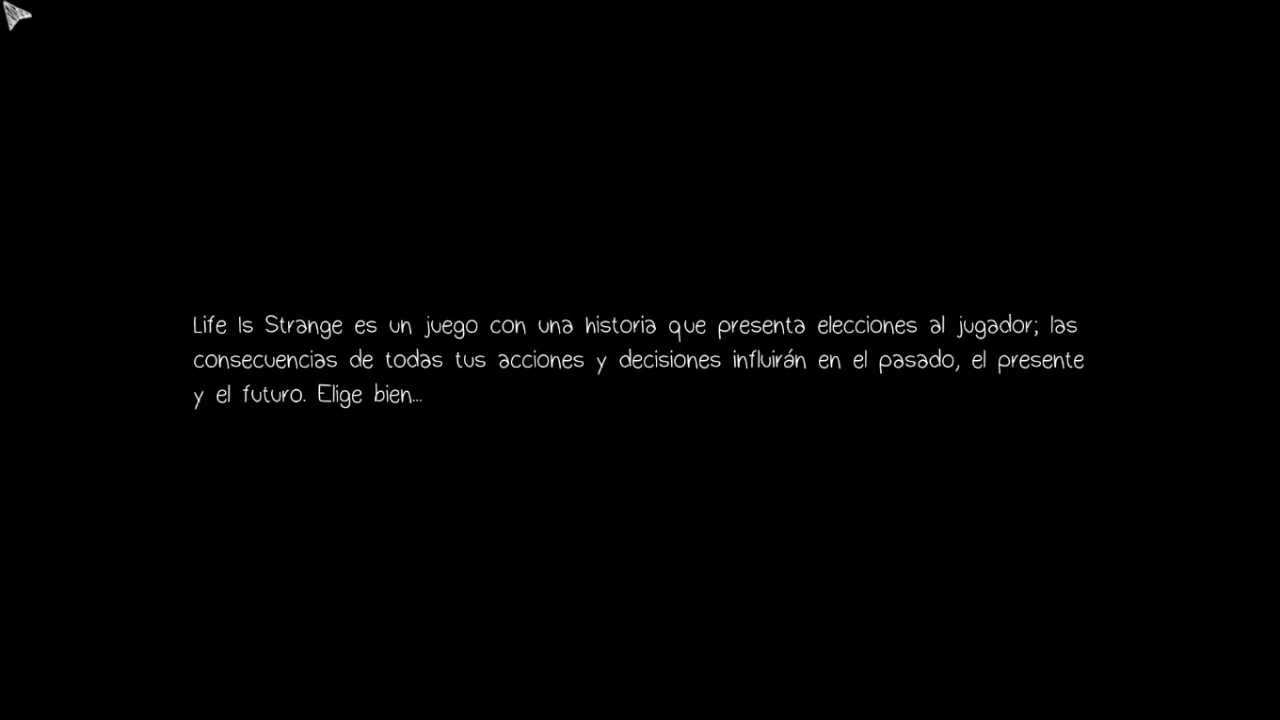 Life Is Strange es un juego con una historia que presenta elecciones al jugador; las
consecuencias de todas tus acciones y decisiones influirán en el pasado, el presente
y el futuro. Elige bien...